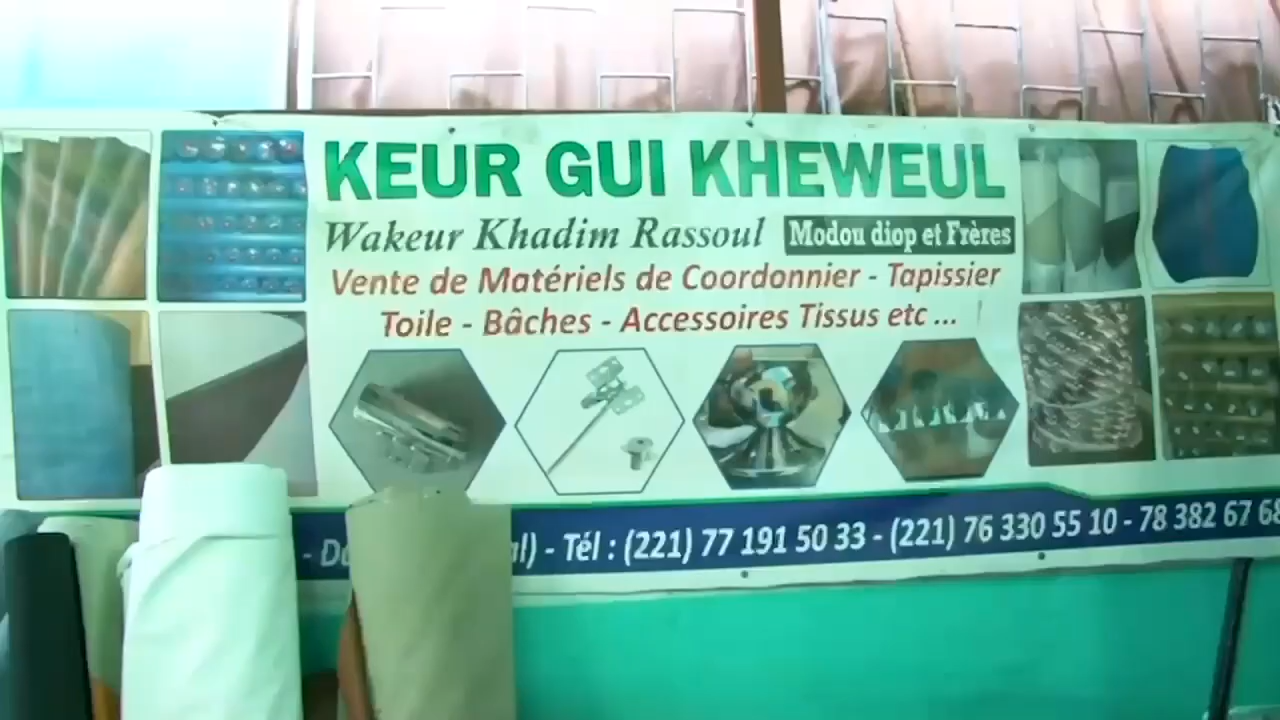 KEUR GUI KHEWEUL
Wakeur Khadim Rassoul Modou diop et Frères
Vente de Matériels de Coordonnier - Tapissier
Toile - Bâches - Accessoires Tissus etc ...
- Tél : (221) 77 191 50 33 - (221) 76 330 55 10 - 78 382 67 68